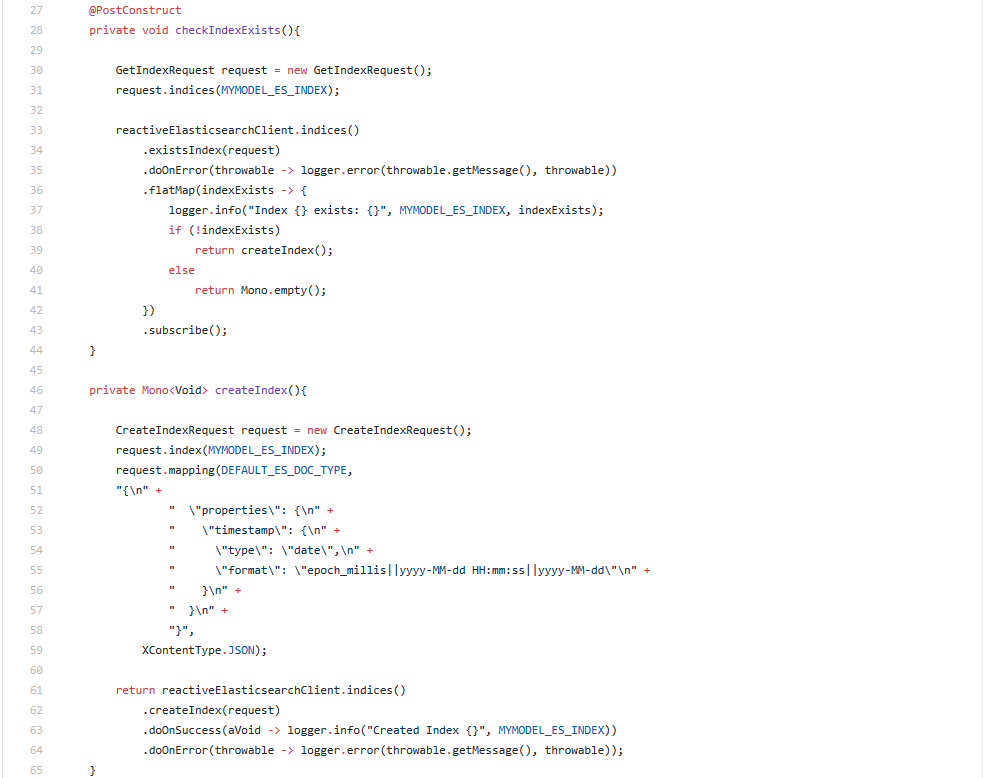 27 @PostConstruct
28 private void checkIndexExists(){
29
30 GetIndexRequest request = new GetIndexRequest();
31 request.indices(MYMODEL_ES_INDEX);
32
33 reactiveElasticsearchClient.indices()
34 .existsIndex(request)
35 .doOnError(throwable -> logger.error(throwable.getMessage(), throwable))
36 .flatMap(indexExists -> {
37 logger.info("Index {} exists: {}", MYMODEL_ES_INDEX, indexExists);
38 if (!indexExists)
39 return createIndex();
40 else
41 return Mono.empty();
42 })
43 .subscribe();
44 }
45
46 private Mono<Void> createIndex(){
47
48 CreateIndexRequest request = new CreateIndexRequest();
49 request.index(MYMODEL_ES_INDEX);
50 request.mapping(DEFAULT_ES_DOC_TYPE,
51 "{\n" +
52 "  \"properties\": {\n" +
53 "    \"timestamp\": {\n" +
54 "      \"type\": \"date\",\n" +
55 "      \"format\": \"epoch_millis||yyyy-MM-dd HH:mm:ss||yyyy-MM-dd\"\n" +
56 "    }\n" +
57 "  }\n" +
58 "}",
59 XContentType.JSON);
60
61 return reactiveElasticsearchClient.indices()
62 .createIndex(request)
63 .doOnSuccess(aVoid -> logger.info("Created Index {}", MYMODEL_ES_INDEX))
64 .doOnError(throwable -> logger.error(throwable.getMessage(), throwable));
65 }